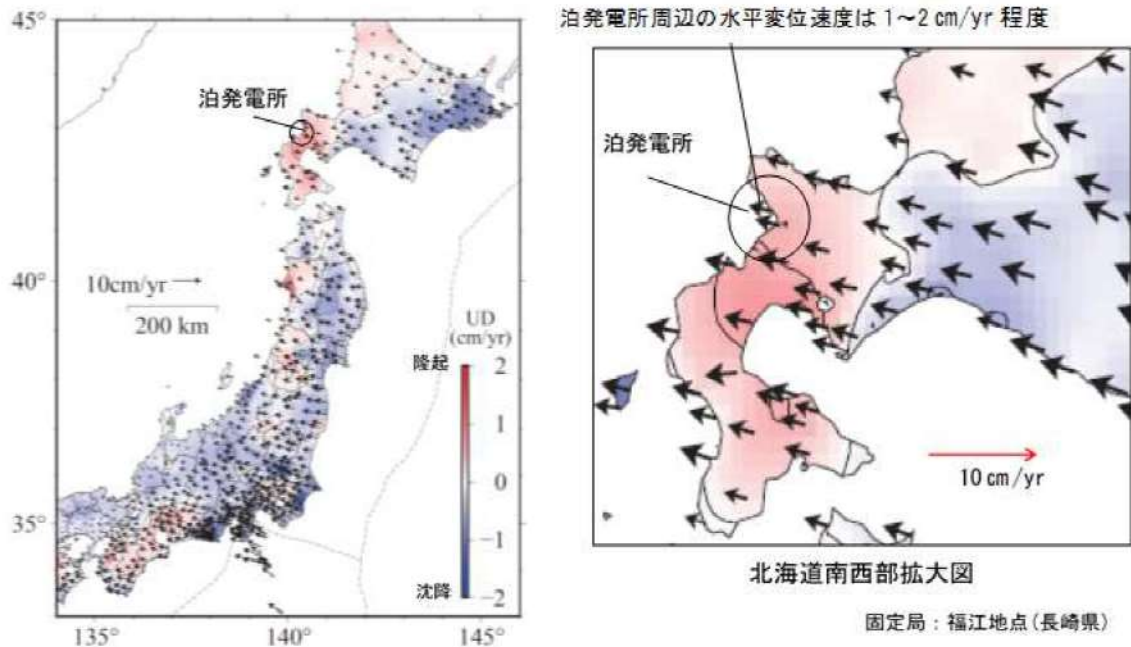 45°
泊発電所
40°
10cm/yr
200 km
UD
(cm/yr)
隆起
2
1
0
-1
沈降
-2
35°
135°
140°
145°
泊発電所周辺の水平変位速度は1~2 cm/yr 程度
泊発電所
10 cm/yr
北海道南西部拡大図
固定局:福江地点(長崎県)